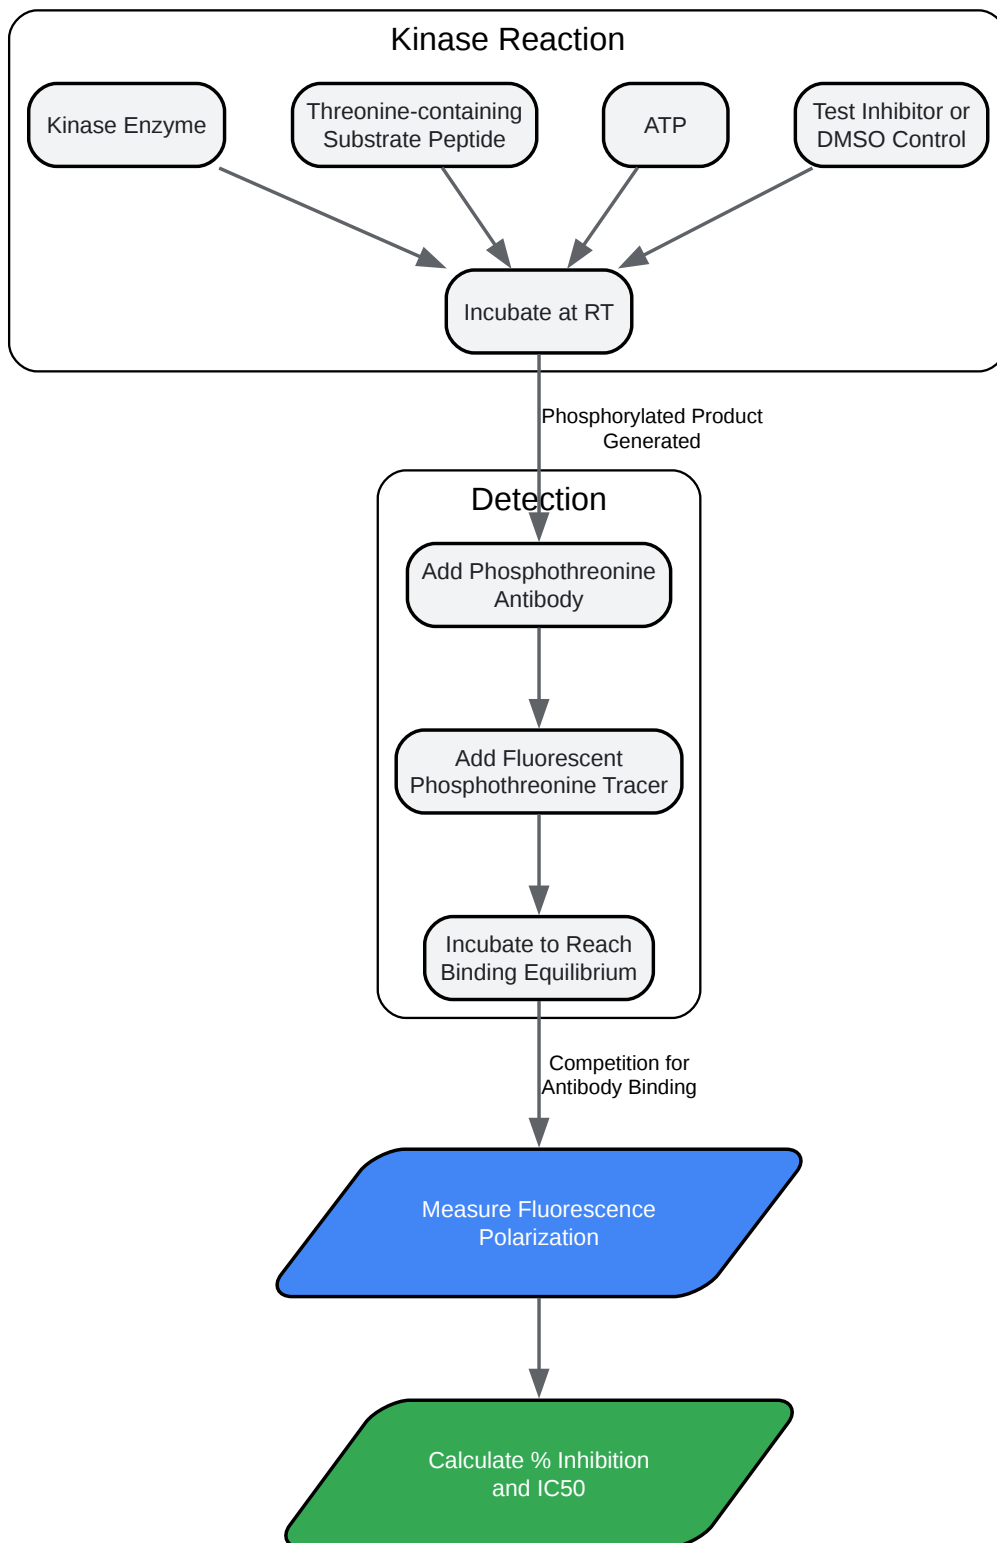 Kinase Reaction
Kinase Enzyme
Threonine-containing
Substrate Peptide
ATP
Test Inhibitor or
DMSO Control
Incubate at RT
Phosphorylated Product
Generated
Detection
Add Phosphothreonine
Antibody
Add Fluorescent
Phosphothreonine Tracer
Incubate to Reach
Binding Equilibrium
Competition for
Antibody Binding
Measure Fluorescence
Polarization
Calculate % Inhibition
and IC50